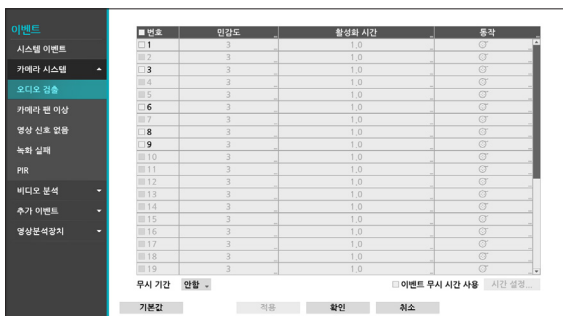 이벤트
시스템 이벤트
카메라 시스템
오디오 검출
카메라 팬 이상
영상 신호 없음
녹화 실패
PIR
비디오 분석
추가 이벤트
영상분석장치
번호 민감도 활성화 시간 동작
1 3 1.0
2 3 1.0
3 3 1.0
4 3 1.0
5 3 1.0
6 3 1.0
7 3 1.0
8 3 1.0
9 3 1.0
10 3 1.0
11 3 1.0
12 3 1.0
13 3 1.0
14 3 1.0
15 3 1.0
16 3 1.0
17 3 1.0
18 3 1.0
19 3 1.0
무시 기간 안함 이벤트 무시 시간 사용 시간 설정...
기본값 적용 확인 취소